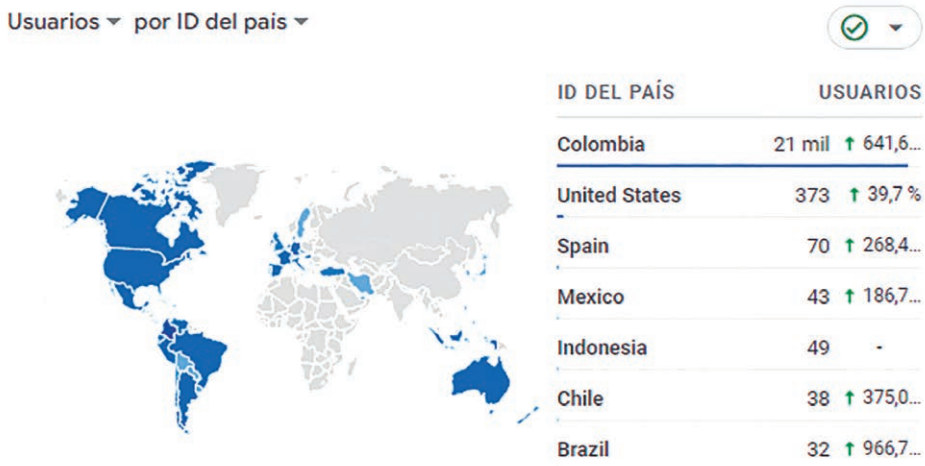 Usuarios por ID del pais
ID DEL PAÍS USUARIOS
Colombia 21 mil ↑ 641,6...
United States 373 ↑ 39,7 %
Spain 70 ↑ 268,4...
Mexico 43 ↑ 186,7...
Indonesia 49 -
Chile 38 ↑ 375,0...
Brazil 32 ↑ 966,7...